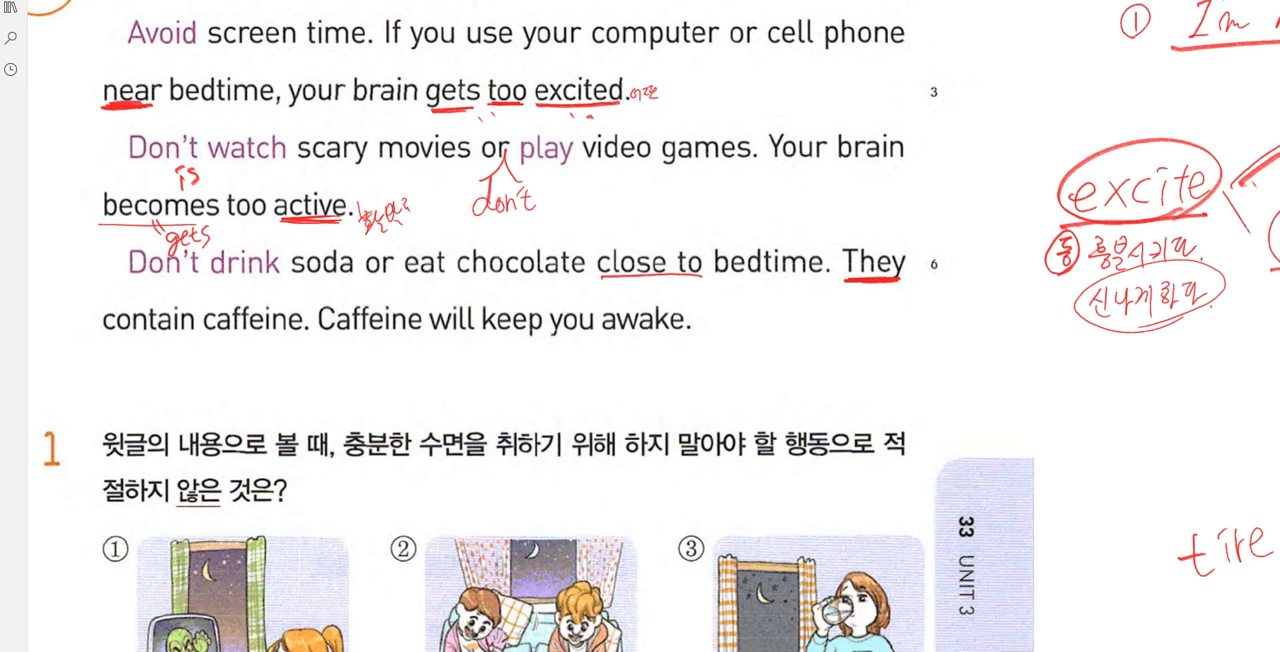 Avoid screen time. If you use your computer or cell phone
near bedtime, your brain gets too excited.
3
Don't watch scary movies or play video games. Your brain
is
don't
becomes too active.
gets
Don't drink soda or eat chocolate close to bedtime. They
6
contain caffeine. Caffeine will keep you awake.
① I'm
excite
동 흥분시키다.
신나게하다.
tire
1 윗글의 내용으로 볼 때, 충분한 수면을 취하기 위해 하지 말아야 할 행동으로 적
절하지 않은 것은?
① ② ③
33 UNIT 3